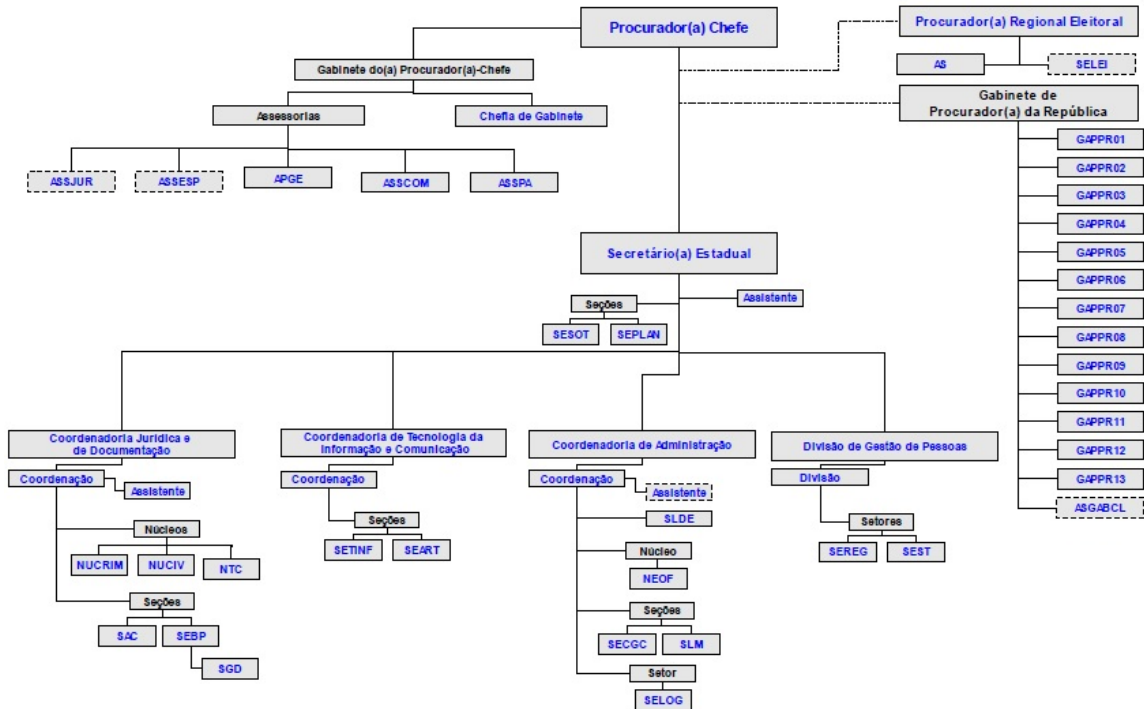 Procurador(a) Chefe
Procurador(a) Regional Eleitoral
AS
SELEI
Gabinete do(a) Procurador(a)-Chefe
Assessorias
Chefia de Gabinete
ASSJUR
ASSESP
APGE
ASSCOM
ASSPA
Gabinete de
Procurador(a) da República
GAPPR01
GAPPR02
GAPPR03
GAPPR04
GAPPR05
GAPPR06
GAPPR07
GAPPR08
GAPPR09
GAPPR10
GAPPR11
GAPPR12
GAPPR13
ASGABCL
Secretário(a) Estadual
Assistente
Seções
SESOT
SEPLAN
Coordenadoria Jurídica e
de Documentação
Coordenação
Assistente
Núcleos
NUCRIM
NUCIV
NTC
Seções
SAC
SEBP
SGD
Coordenadoria de Tecnologia da
Informação e Comunicação
Coordenação
Seções
SETINF
SEART
Coordenadoria de Administração
Coordenação
Assistente
SLDE
Núcleo
NEOF
Seções
SECGC
SLM
Setor
SELOG
Divisão de Gestão de Pessoas
Divisão
Setores
SEREG
SEST